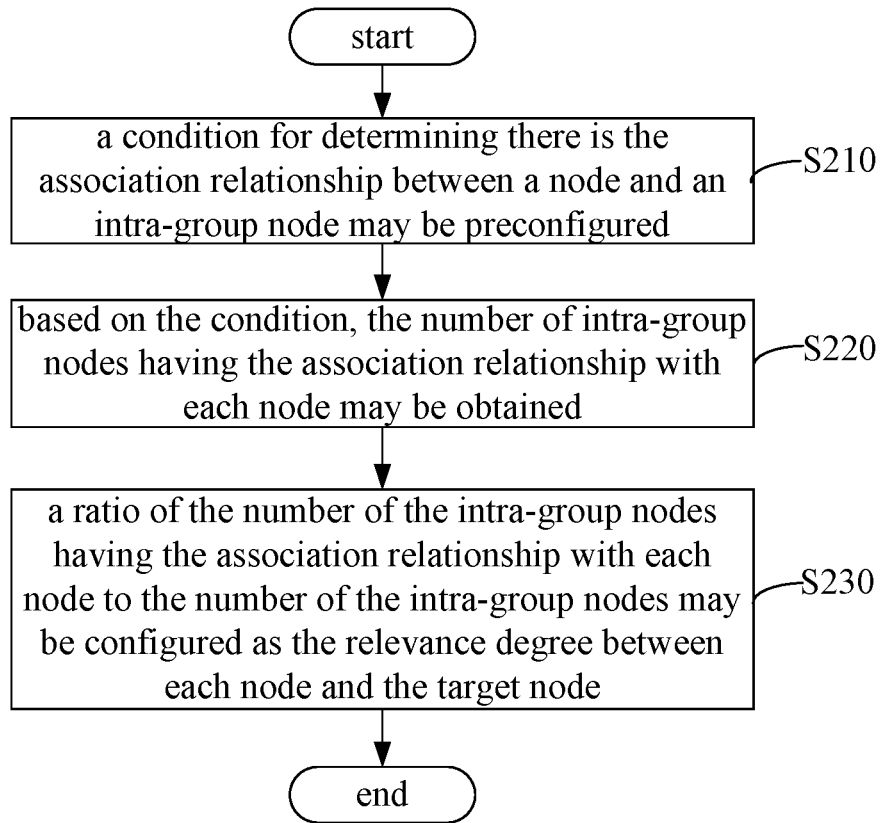 start
a condition for determining there is the
association relationship between a node and an
intra-group node may be preconfigured
S210
based on the condition, the number of intra-group
nodes having the association relationship with
each node may be obtained
S220
a ratio of the number of the intra-group nodes
having the association relationship with each
node to the number of the intra-group nodes may
be configured as the relevance degree between
each node and the target node
S230
end